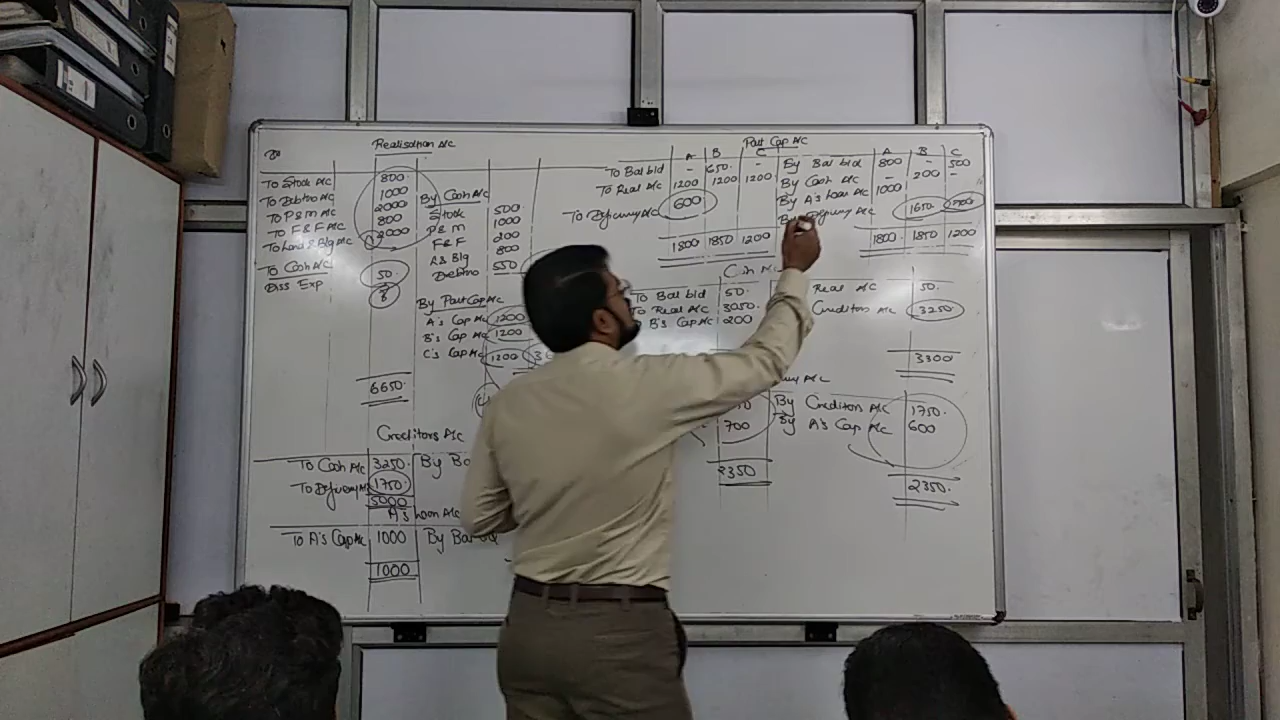 Realisation A/c
To Stock A/c 800
To Debtors A/c 1000 By Cash A/c
To P&M A/c 2000 Stock 500
To F&F A/c 800 P&M 1000
To Land & Blg A/c 2000 F&F 200
L&Blg 800
To Cash A/c 50. Debtors 550
Diss Exp
By Part Cap A/c
A's Cap A/c 1200
B's Cap A/c 1200
C's Cap A/c 1200
6650.
Creditors A/c
To Cash A/c 3250.
To Deficiency A/c 1750
5000
A's Loan A/c
To A's Cap A/c 1000
1000
Part Cap A/c
A B C A B C
To Bal b/d - 650 - By Bal b/d 800 - 500
To Real A/c 1200 1200 1200 By Cash A/c - 200 -
By A's Loan A/c 1000
To Deficiency A/c 600 By Deficiency A/c 1650 700
1800 1850 1200 1800 1850 1200
To Bal b/d 50. Real A/c 50.
To Real A/c 3050. Creditors A/c 3250
B's Cap A/c 200
3300
By Creditors A/c 1750.
700 By A's Cap A/c 600
2350 2350.